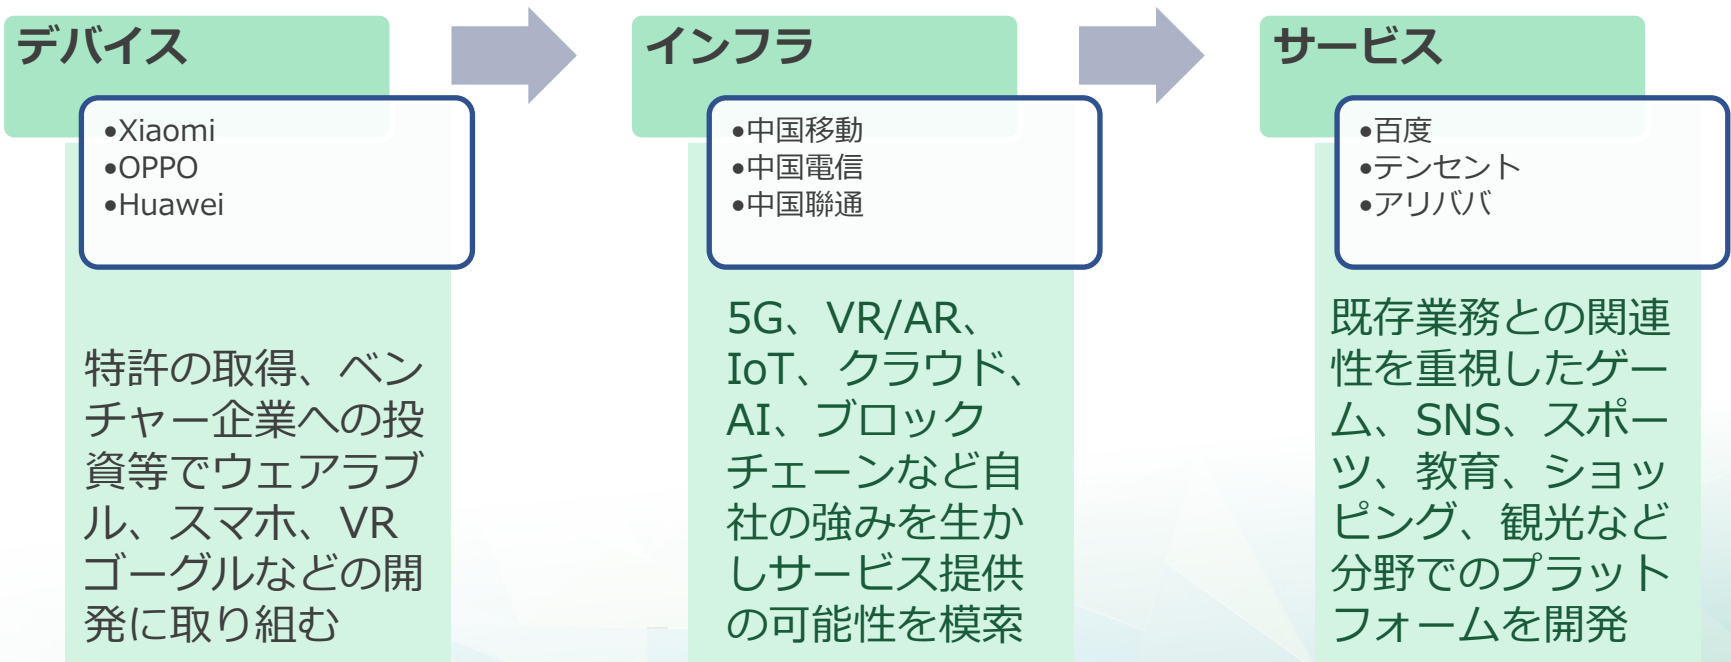 デバイス
•Xiaomi
•OPPO
•Huawei
特許の取得、ベン
チャー企業への投
資等でウェアラブ
ル、スマホ、VR
ゴーグルなどの開
発に取り組む
インフラ
•中国移動
•中国電信
•中国聯通
5G、VR/AR、
IoT、クラウド、
AI、ブロック
チェーンなど自
社の強みを生か
しサービス提供
の可能性を模索
サービス
•百度
•テンセント
•アリババ
既存業務との関連
性を重視したゲー
ム、SNS、スポー
ツ、教育、ショッ
ピング、観光など
分野でのプラット
フォームを開発